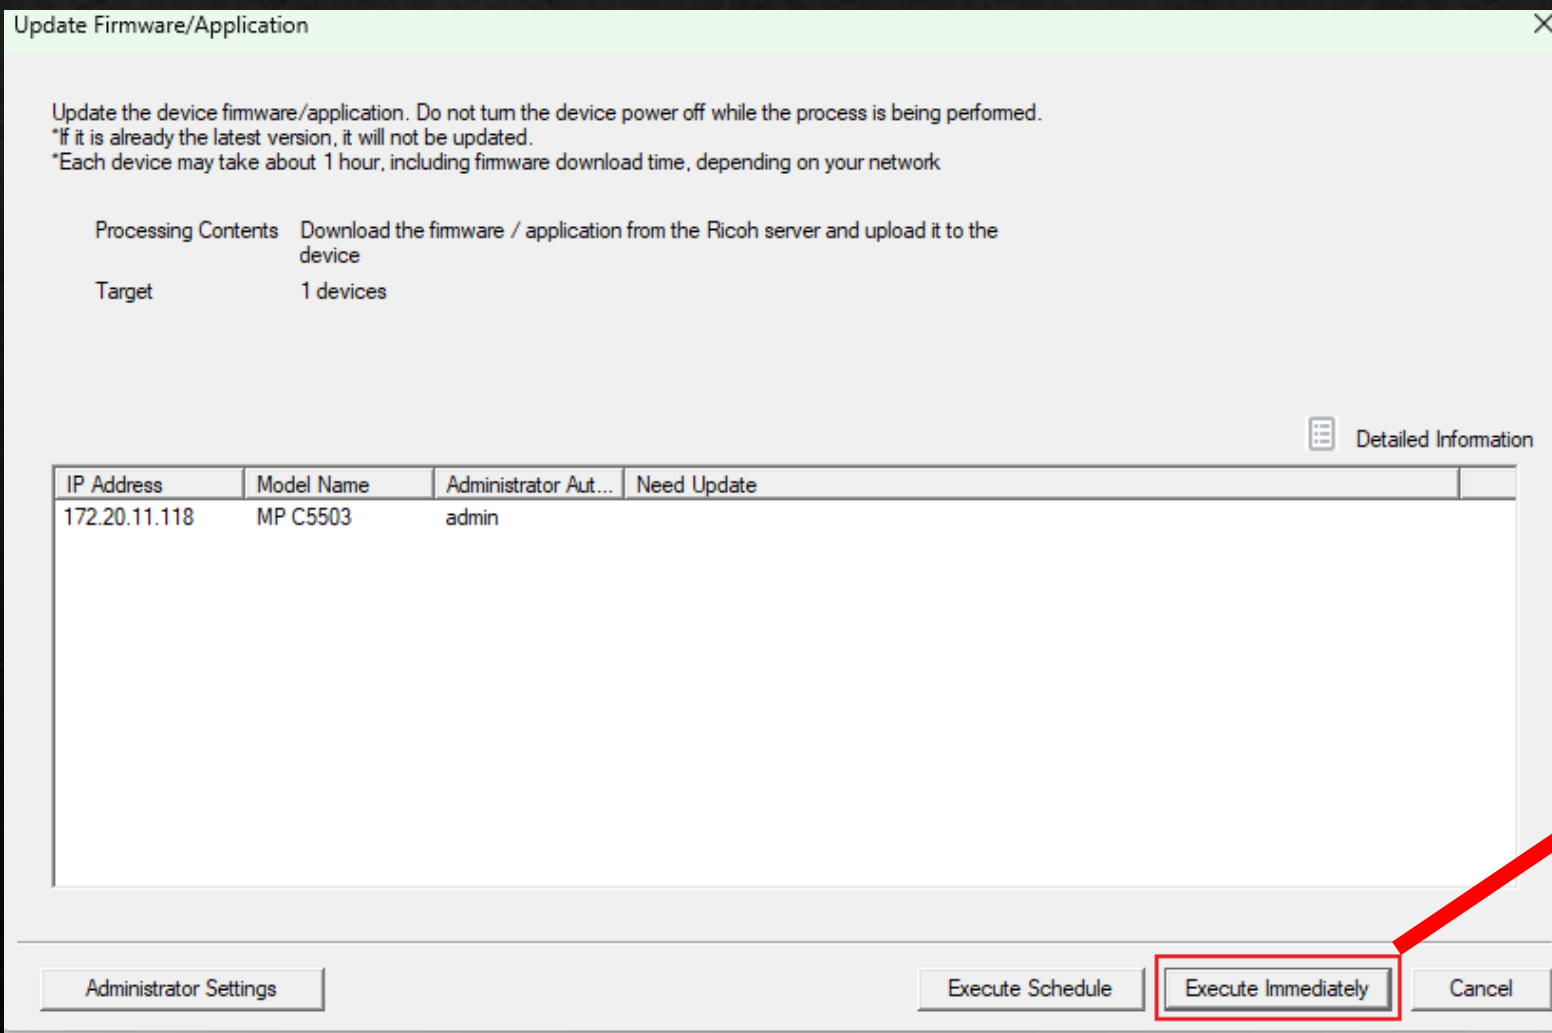 Update Firmware/Application
Update the device firmware/application. Do not turn the device power off while the process is being performed.
*If it is already the latest version, it will not be updated.
*Each device may take about 1 hour, including firmware download time, depending on your network
Processing Contents Download the firmware / application from the Ricoh server and upload it to the
device
Target 1 devices
Detailed Information
IP Address Model Name Administrator Aut... Need Update
172.20.11.118 MP C5503 admin
Administrator Settings Execute Schedule Execute Immediately Cancel